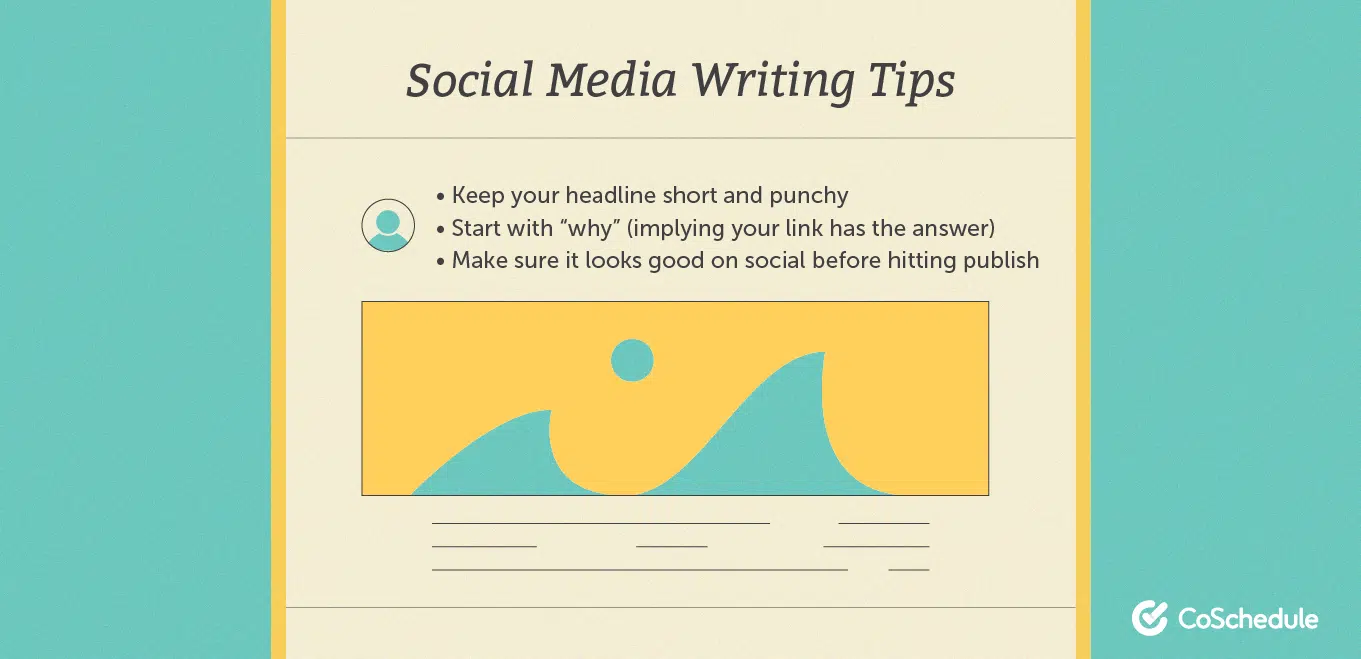 Social Media Writing Tips
• Keep your headline short and punchy
• Start with “why” (implying your link has the answer)
• Make sure it looks good on social before hitting publish
CoSchedule